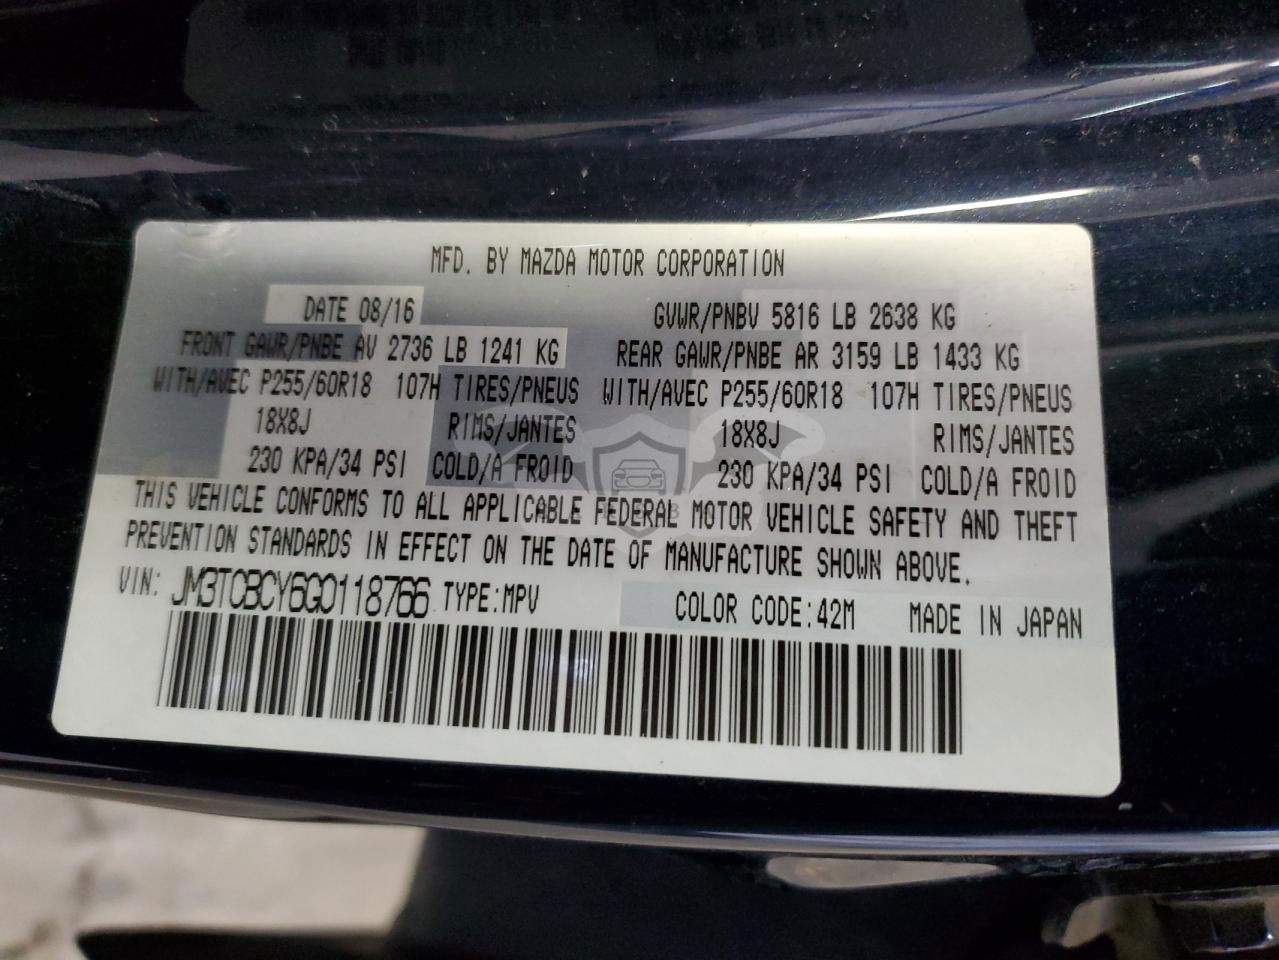 MFD. BY MAZDA MOTOR CORPORATION
DATE 08/16 GVWR/PNBV 5816 LB 2638 KG
FRONT GAWR/PNBE AV 2736 LB 1241 KG REAR GAWR/PNBE AR 3159 LB 1433 KG
WITH/AVEC P255/60R18 107H TIRES/PNEUS WITH/AVEC P255/60R18 107H TIRES/PNEUS
18X8J RIMS/JANTES 18X8J RIMS/JANTES
230 KPA/34 PSI COLD/A FROID 230 KPA/34 PSI COLD/A FROID
THIS VEHICLE CONFORMS TO ALL APPLICABLE FEDERAL MOTOR VEHICLE SAFETY AND THEFT
PREVENTION STANDARDS IN EFFECT ON THE DATE OF MANUFACTURE SHOWN ABOVE.
VIN: JM3TCBCY6G0118766 TYPE:MPV COLOR CODE:42M MADE IN JAPAN